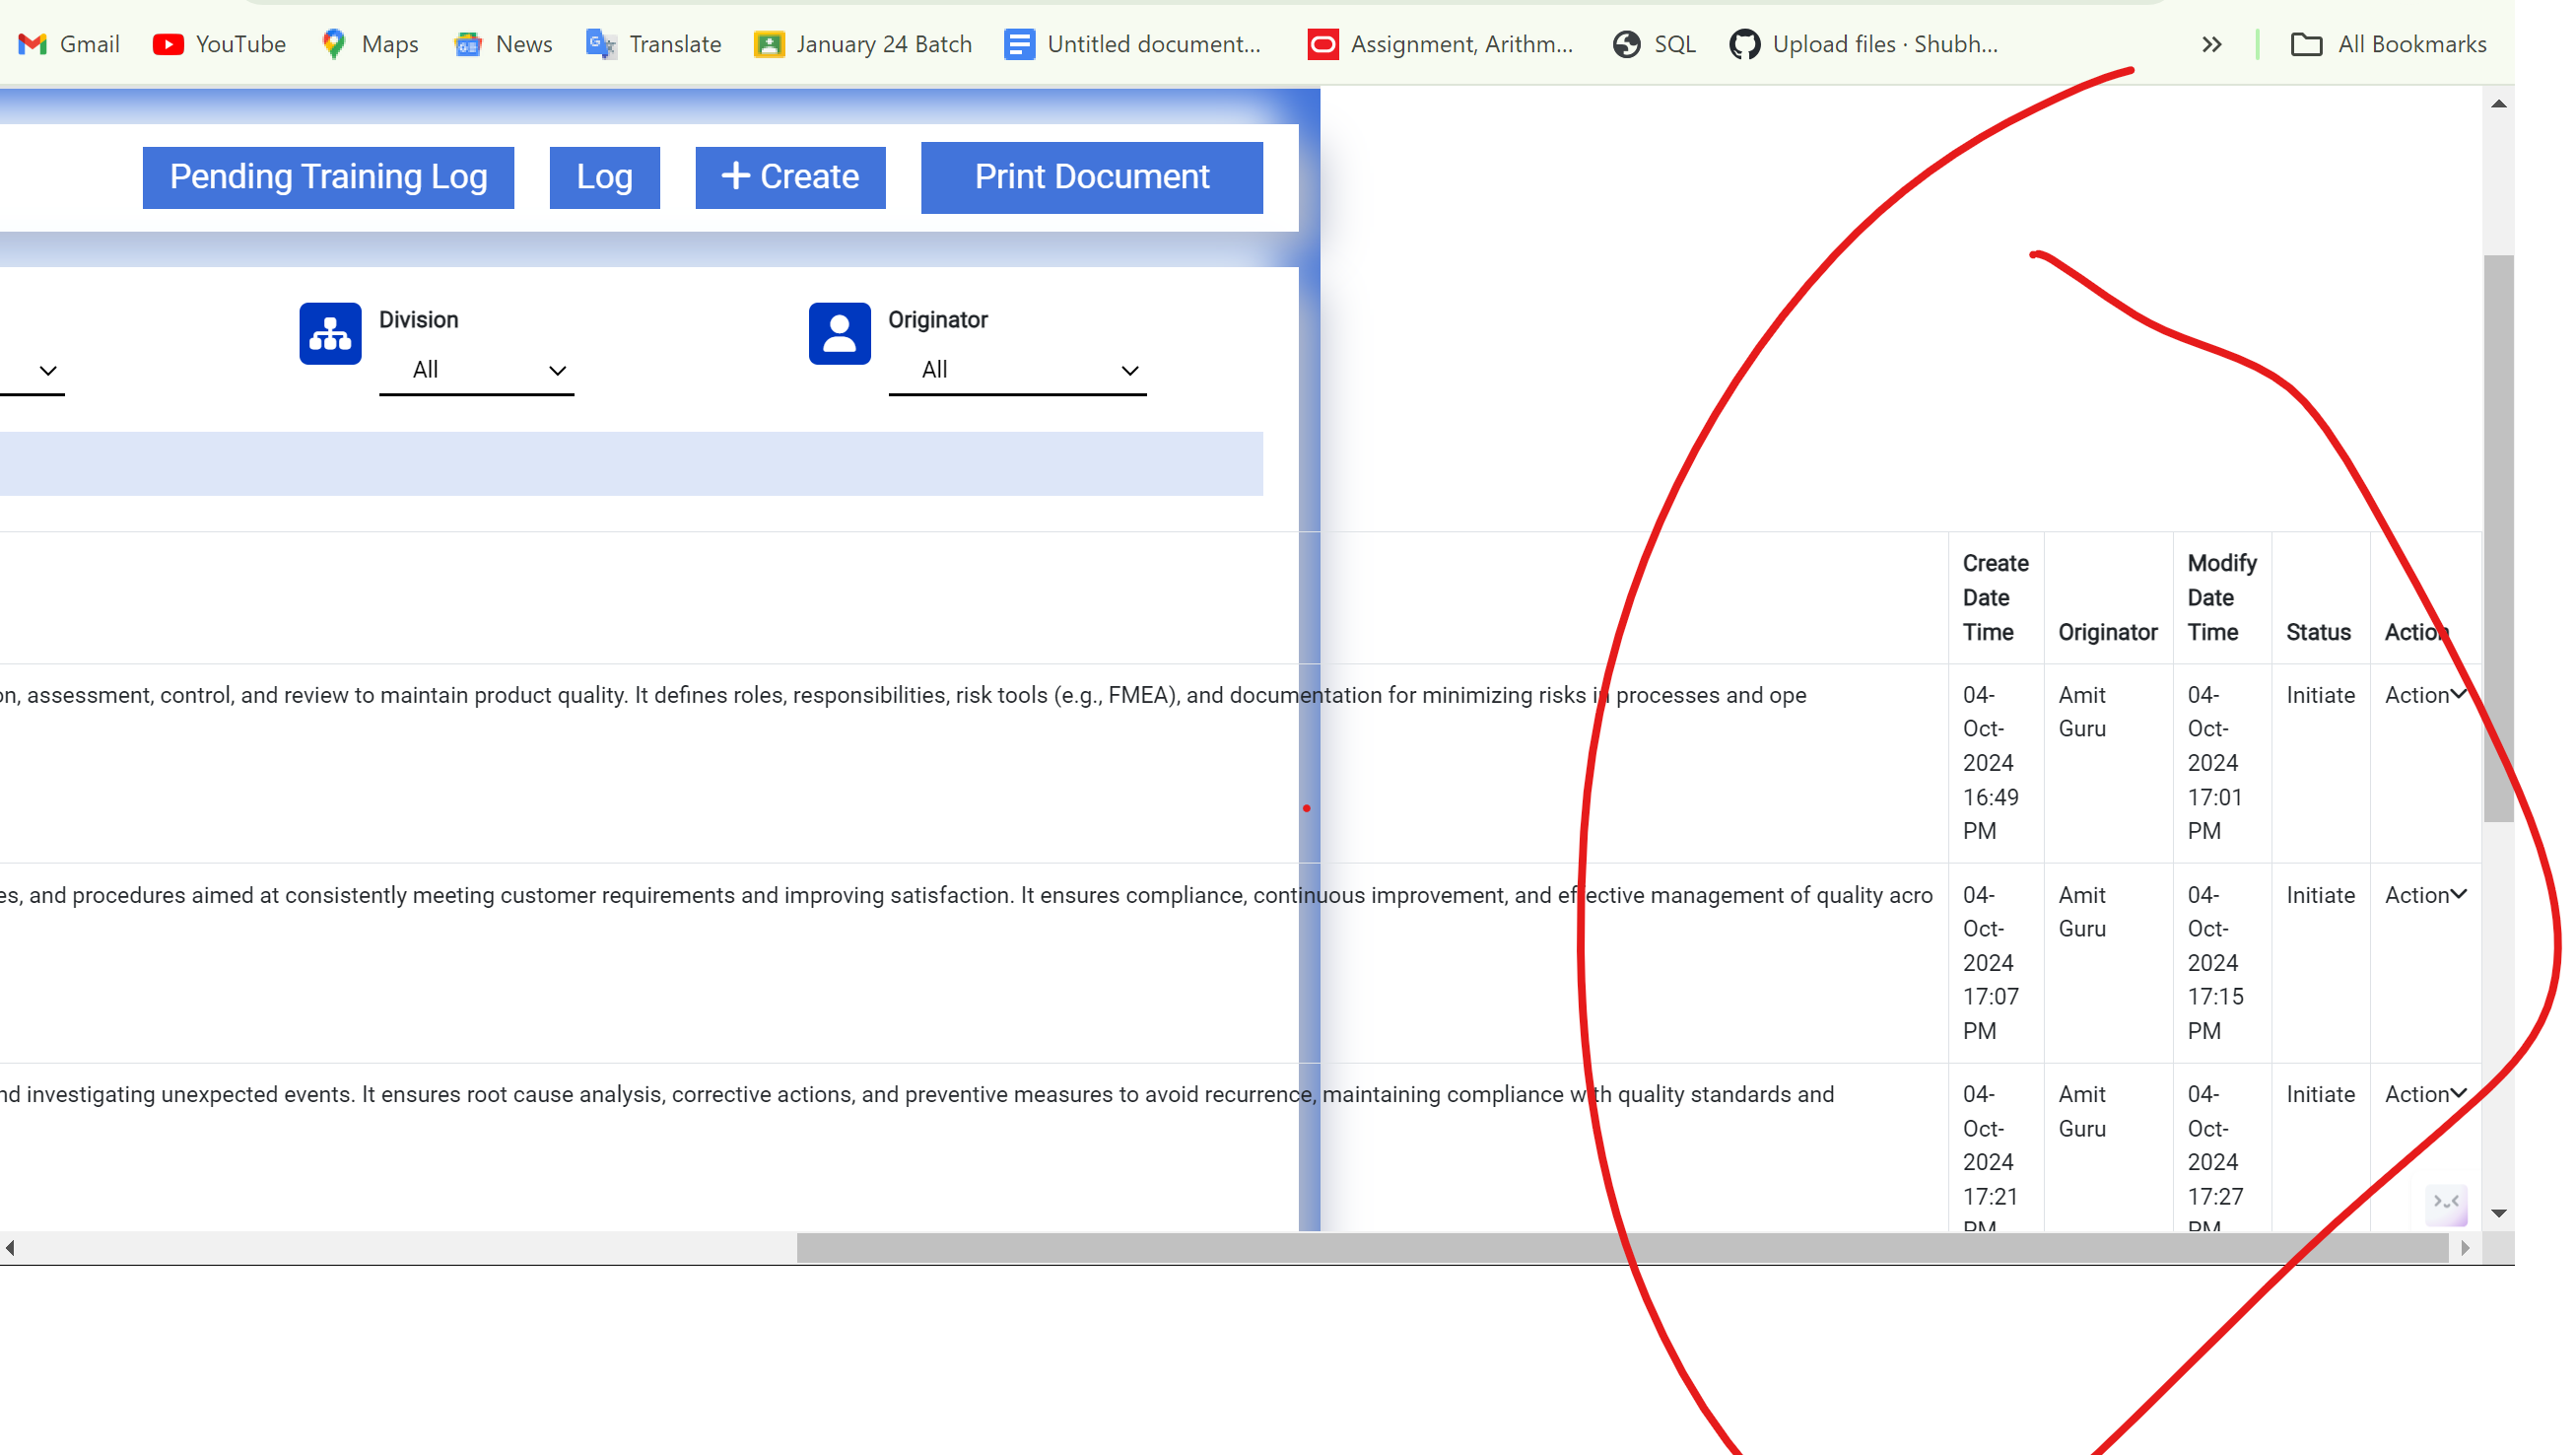 Gmail YouTube Maps News Translate January 24 Batch Untitled document... Assignment, Arithm... SQL Upload files · Shubh... All Bookmarks
Pending Training Log Log + Create Print Document
Division Originator
All All
Create Date Time Originator Modify Date Time Status Action
on, assessment, control, and review to maintain product quality. It defines roles, responsibilities, risk tools (e.g., FMEA), and documentation for minimizing risks in processes and ope 04- Amit 04- Initiate Action
Oct- Guru Oct-
2024 2024
16:49 17:01
PM PM
es, and procedures aimed at consistently meeting customer requirements and improving satisfaction. It ensures compliance, continuous improvement, and effective management of quality acro 04- Amit 04- Initiate Action
Oct- Guru Oct-
2024 2024
17:07 17:15
PM PM
nd investigating unexpected events. It ensures root cause analysis, corrective actions, and preventive measures to avoid recurrence, maintaining compliance with quality standards and 04- Amit 04- Initiate Action
Oct- Guru Oct-
2024 2024
17:21 17:27
PM PM